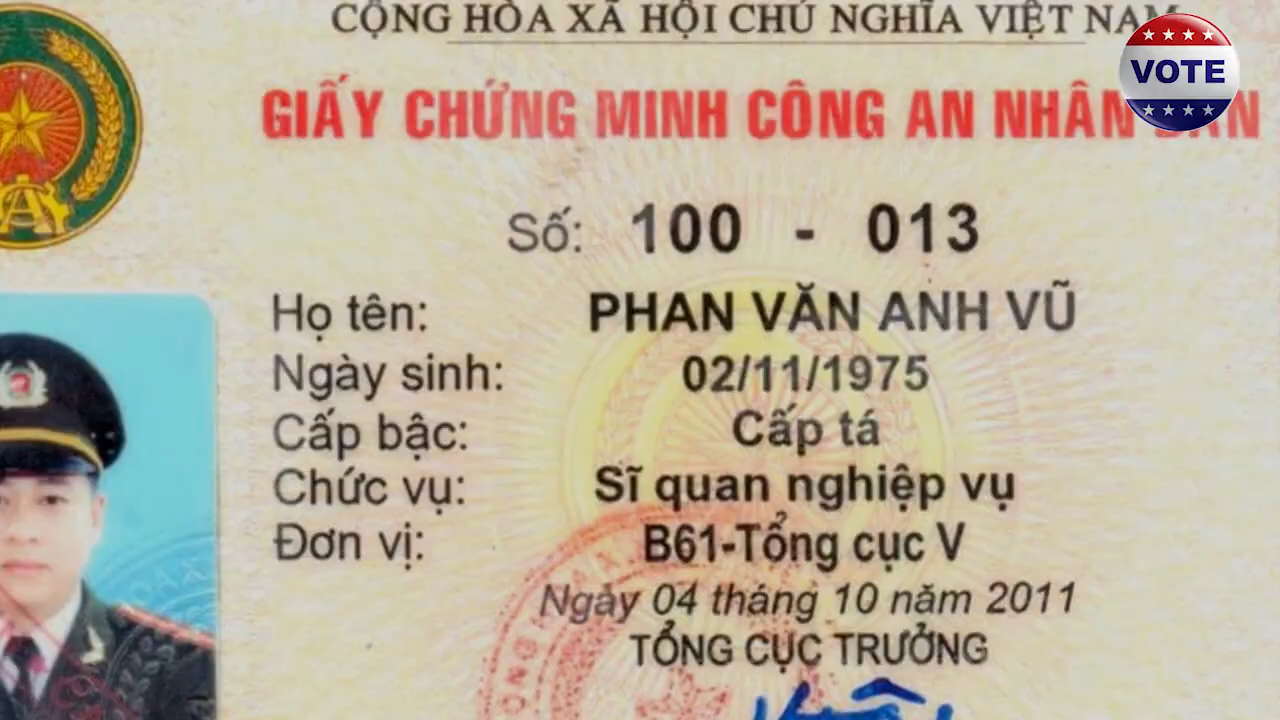 CỘNG HÒA XÃ HỘI CHỦ NGHĨA VIỆT NAM
VOTE
GIẤY CHỨNG MINH CÔNG AN NHÂN DÂN
Số: 100 - 013
Họ tên: PHAN VĂN ANH VŨ
Ngày sinh: 02/11/1975
Cấp bậc: Cấp tá
Chức vụ: Sĩ quan nghiệp vụ
Đơn vị: B61-Tổng cục V
Ngày 04 tháng 10 năm 2011
TỔNG CỤC TRƯỞNG